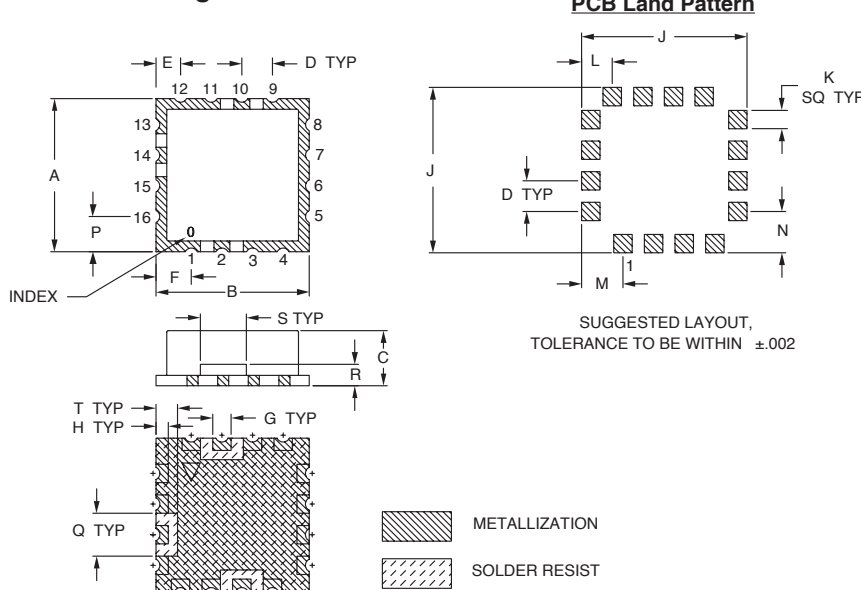 PCB Land Pattern
E
D TYP
12 11 10 9
13
14
15
16
8
7
6
5
A
P
0
1 2 3 4
F
B
INDEX
S TYP
C
R
T TYP
H TYP
G TYP
Q TYP
J
L
K
SQ TYP
J
D TYP
N
1
M
SUGGESTED LAYOUT,
TOLERANCE TO BE WITHIN ±.002
METALLIZATION
SOLDER RESIST